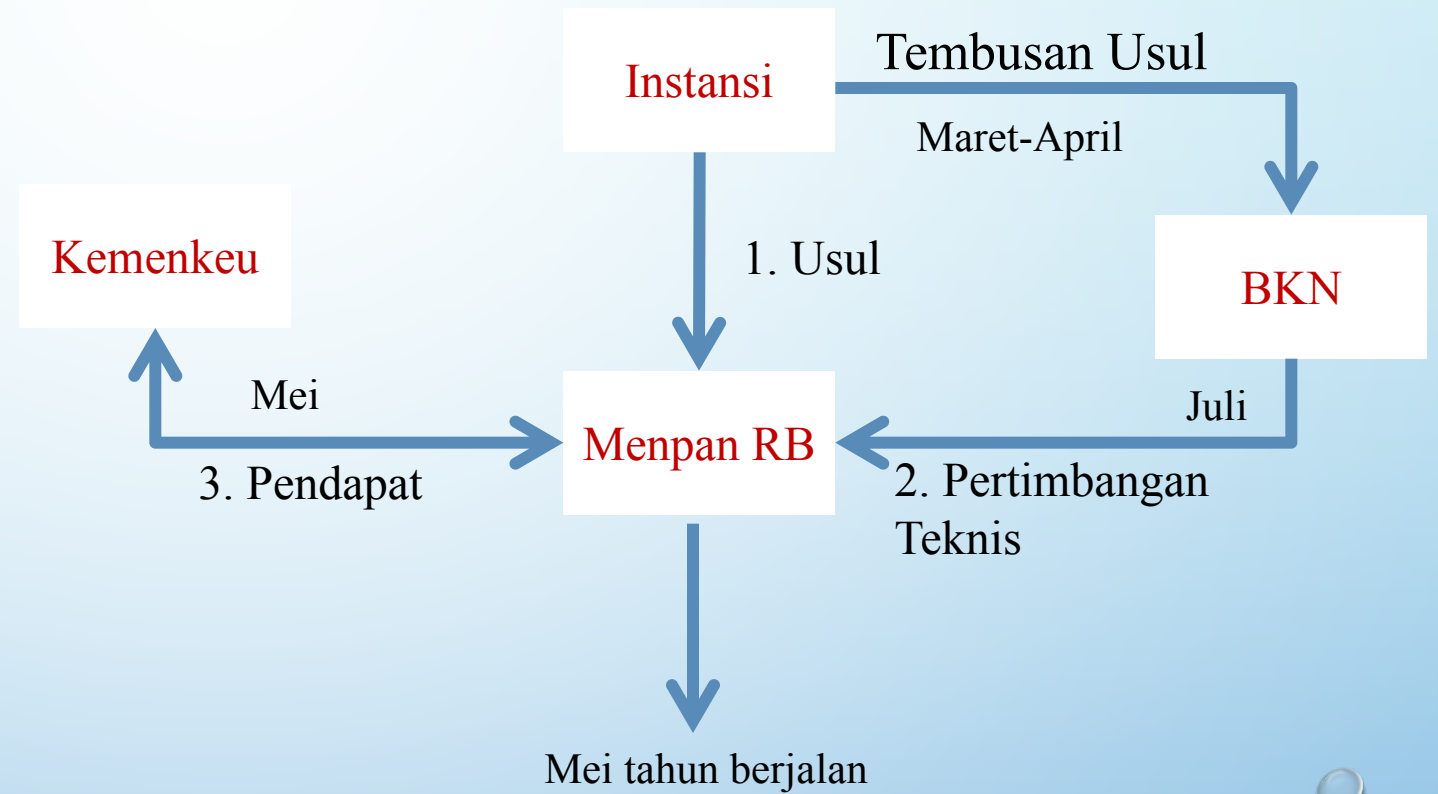 Instansi
Tembusan Usul
Maret-April
Kemenkeu
1. Usul
BKN
Mei
Juli
Menpan RB
3. Pendapat
2. Pertimbangan
Teknis
Mei tahun berjalan